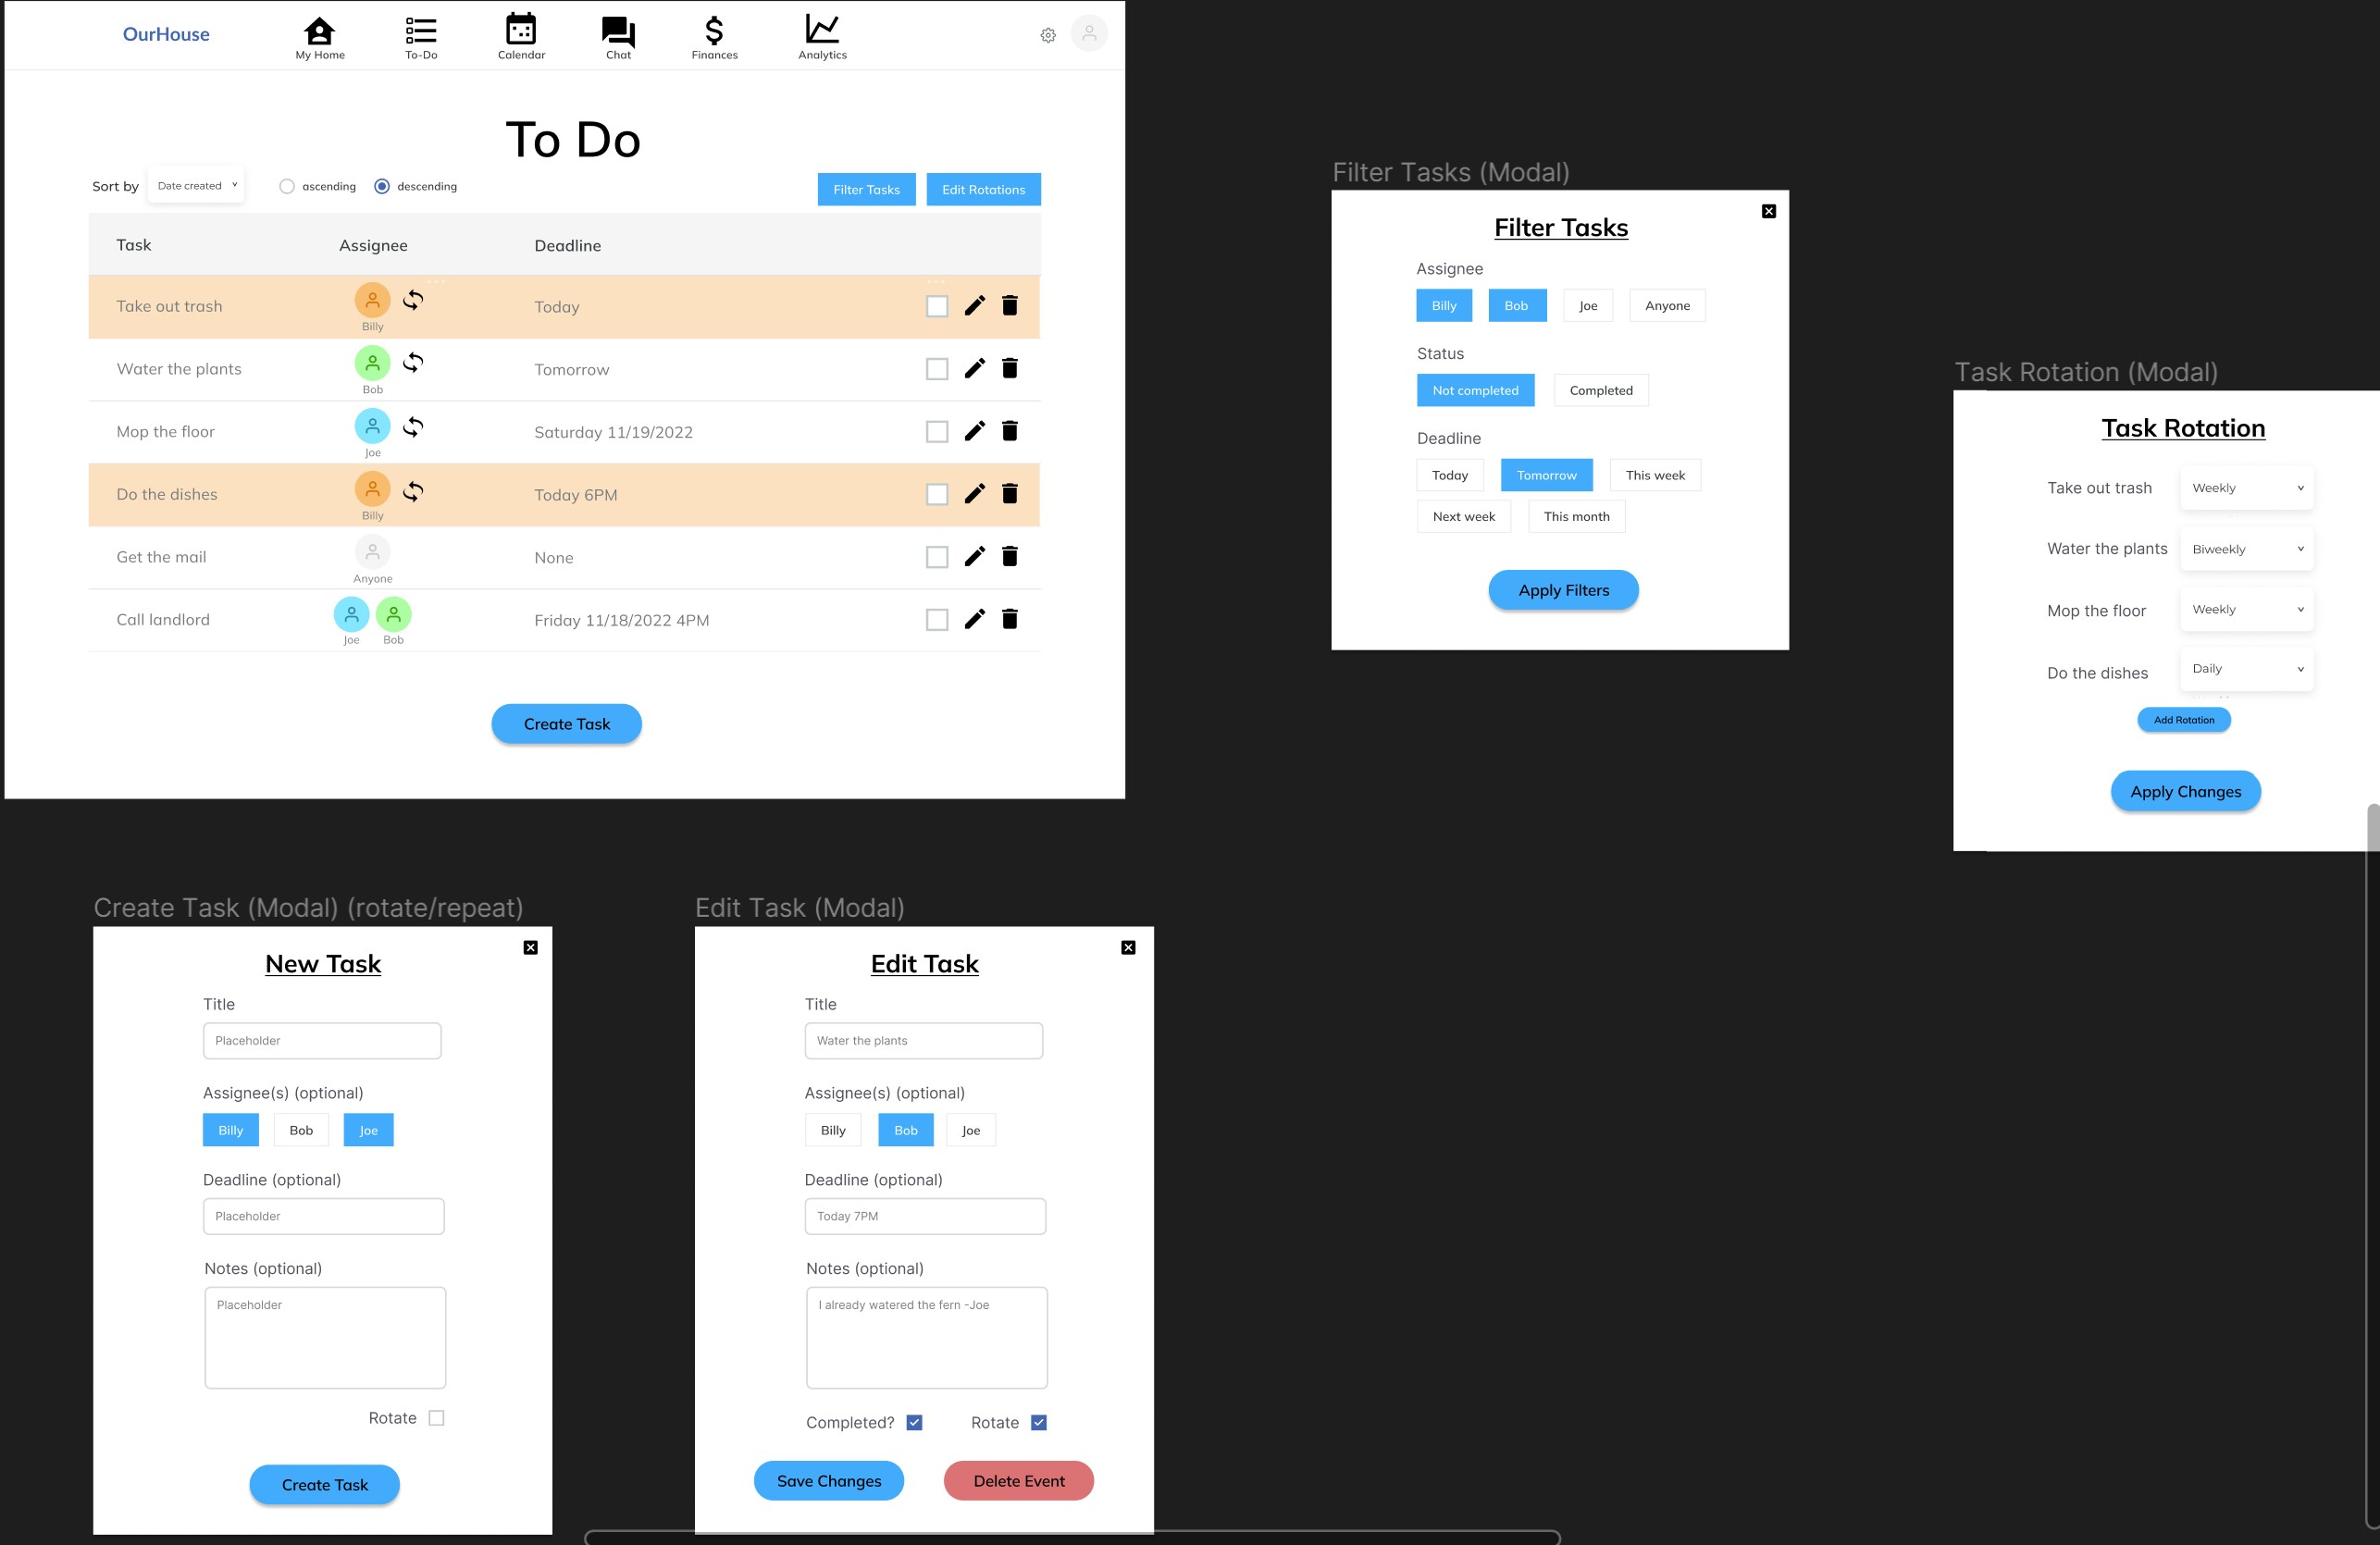 OurHouse
My Home
To-Do
Calendar
Chat
Finances
Analytics
To Do
Sort by
Date created
ascending
descending
Filter Tasks
Edit Rotations
Task Assignee Deadline
Take out trash
Billy
Today
Water the plants
Bob
Tomorrow
Mop the floor
Joe
Saturday 11/19/2022
Do the dishes
Billy
Today 6PM
Get the mail
Anyone
None
Call landlord
Joe Bob
Friday 11/18/2022 4PM
Create Task
Filter Tasks (Modal)
Filter Tasks
Assignee
Billy Bob Joe Anyone
Status
Not completed Completed
Deadline
Today Tomorrow This week
Next week This month
Apply Filters
Task Rotation (Modal)
Task Rotation
Take out trash Weekly
Water the plants Biweekly
Mop the floor Weekly
Do the dishes Daily
Add Rotation
Apply Changes
Create Task (Modal) (rotate/repeat)
New Task
Title
Placeholder
Assignee(s) (optional)
Billy Bob Joe
Deadline (optional)
Placeholder
Notes (optional)
Placeholder
Rotate
Create Task
Edit Task (Modal)
Edit Task
Title
Water the plants
Assignee(s) (optional)
Billy Bob Joe
Deadline (optional)
Today 7PM
Notes (optional)
I already watered the fern -Joe
Completed? Rotate
Save Changes Delete Event